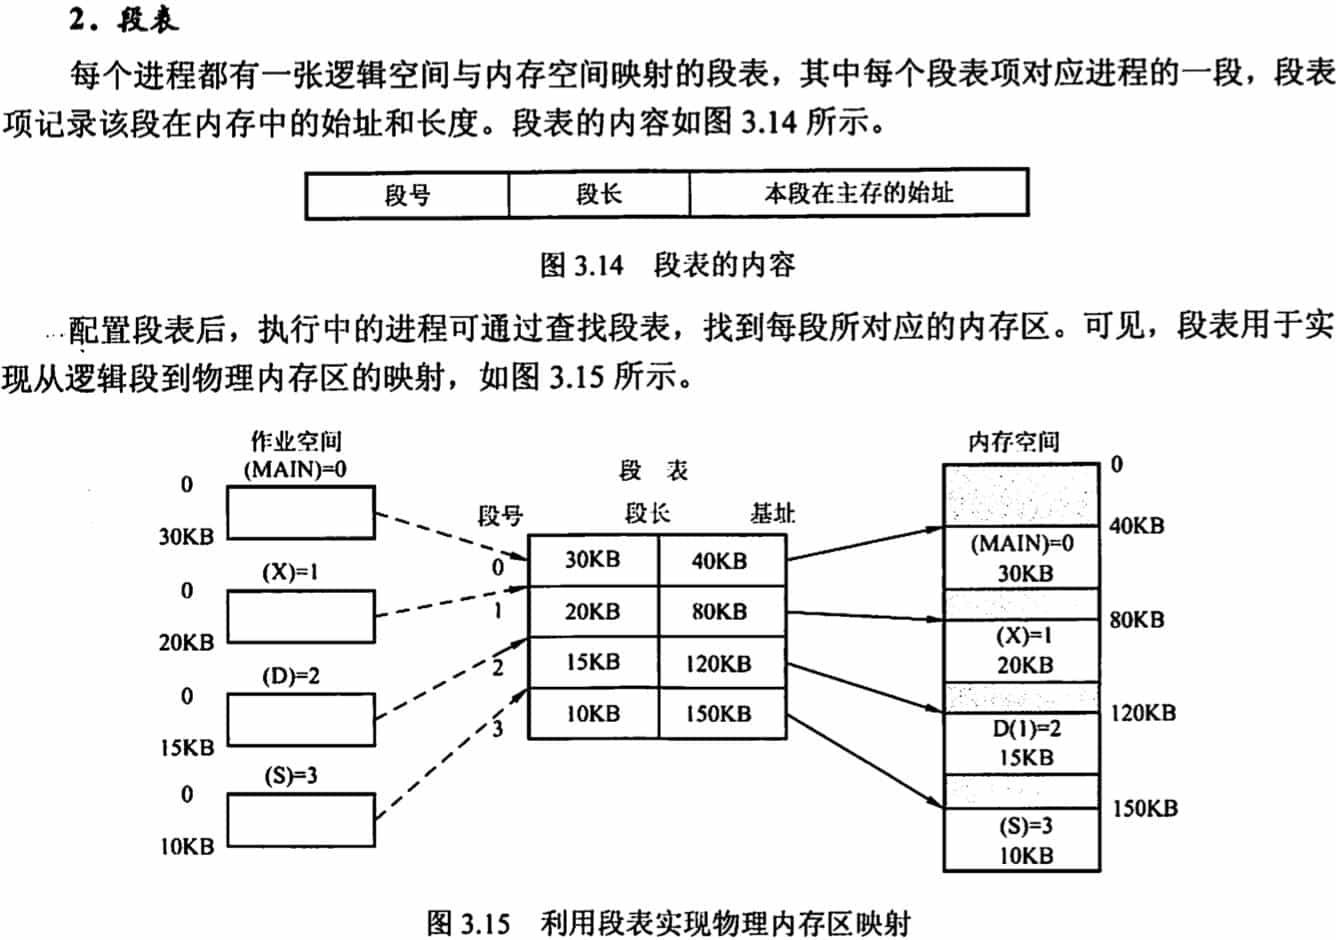 2. 段表
每个进程都有一张逻辑空间与内存空间映射的段表，其中每个段表项对应进程的一段，段表
项记录该段在内存中的始址和长度。段表的内容如图 3.14 所示。
段号 段长 本段在主存的始址
图 3.14 段表的内容
配置段表后，执行中的进程可通过查找段表，找到每段所对应的内存区。可见，段表用于实
现从逻辑段到物理内存区的映射，如图 3.15 所示。
作业空间
(MAIN)=0
0
30KB
(X)=1
0
20KB
(D)=2
0
15KB
(S)=3
0
10KB
段 表
段号 段长 基址
0 30KB 40KB
1 20KB 80KB
2 15KB 120KB
3 10KB 150KB
内存空间
0
40KB
(MAIN)=0
30KB
80KB
(X)=1
20KB
120KB
D(1)=2
15KB
150KB
(S)=3
10KB
图 3.15 利用段表实现物理内存区映射